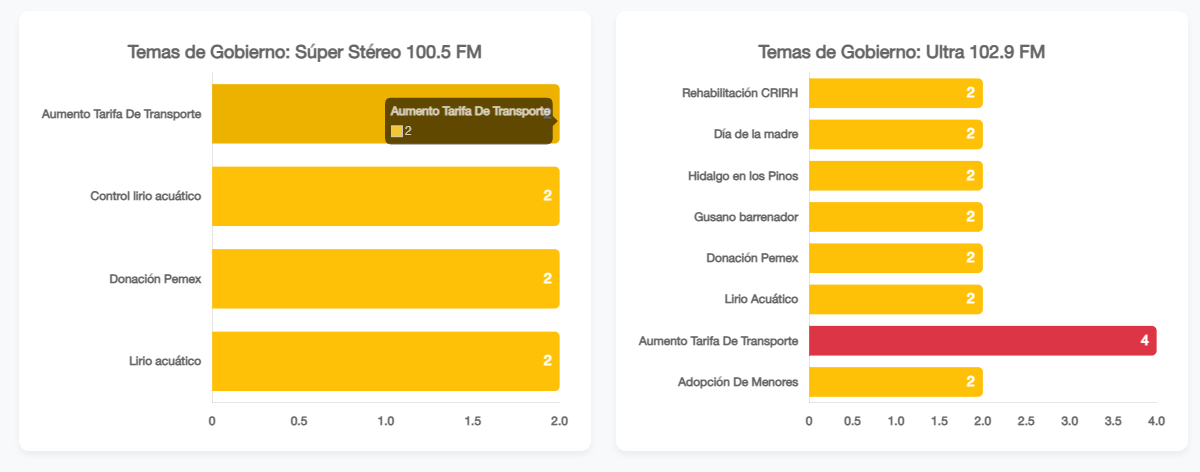 Temas de Gobierno: Súper Stéreo 100.5 FM
Aumento Tarifa De Transporte
Aumento Tarifa De Transporte
2
Control lirio acuático
2
Donación Pemex
2
Lirio acuático
2
0 0.5 1.0 1.5 2.0
Temas de Gobierno: Ultra 102.9 FM
Rehabilitación CRIRH
2
Día de la madre
2
Hidalgo en los Pinos
2
Gusano barrenador
2
Donación Pemex
2
Lirio Acuático
2
Aumento Tarifa De Transporte
4
Adopción De Menores
2
0 0.5 1.0 1.5 2.0 2.5 3.0 3.5 4.0